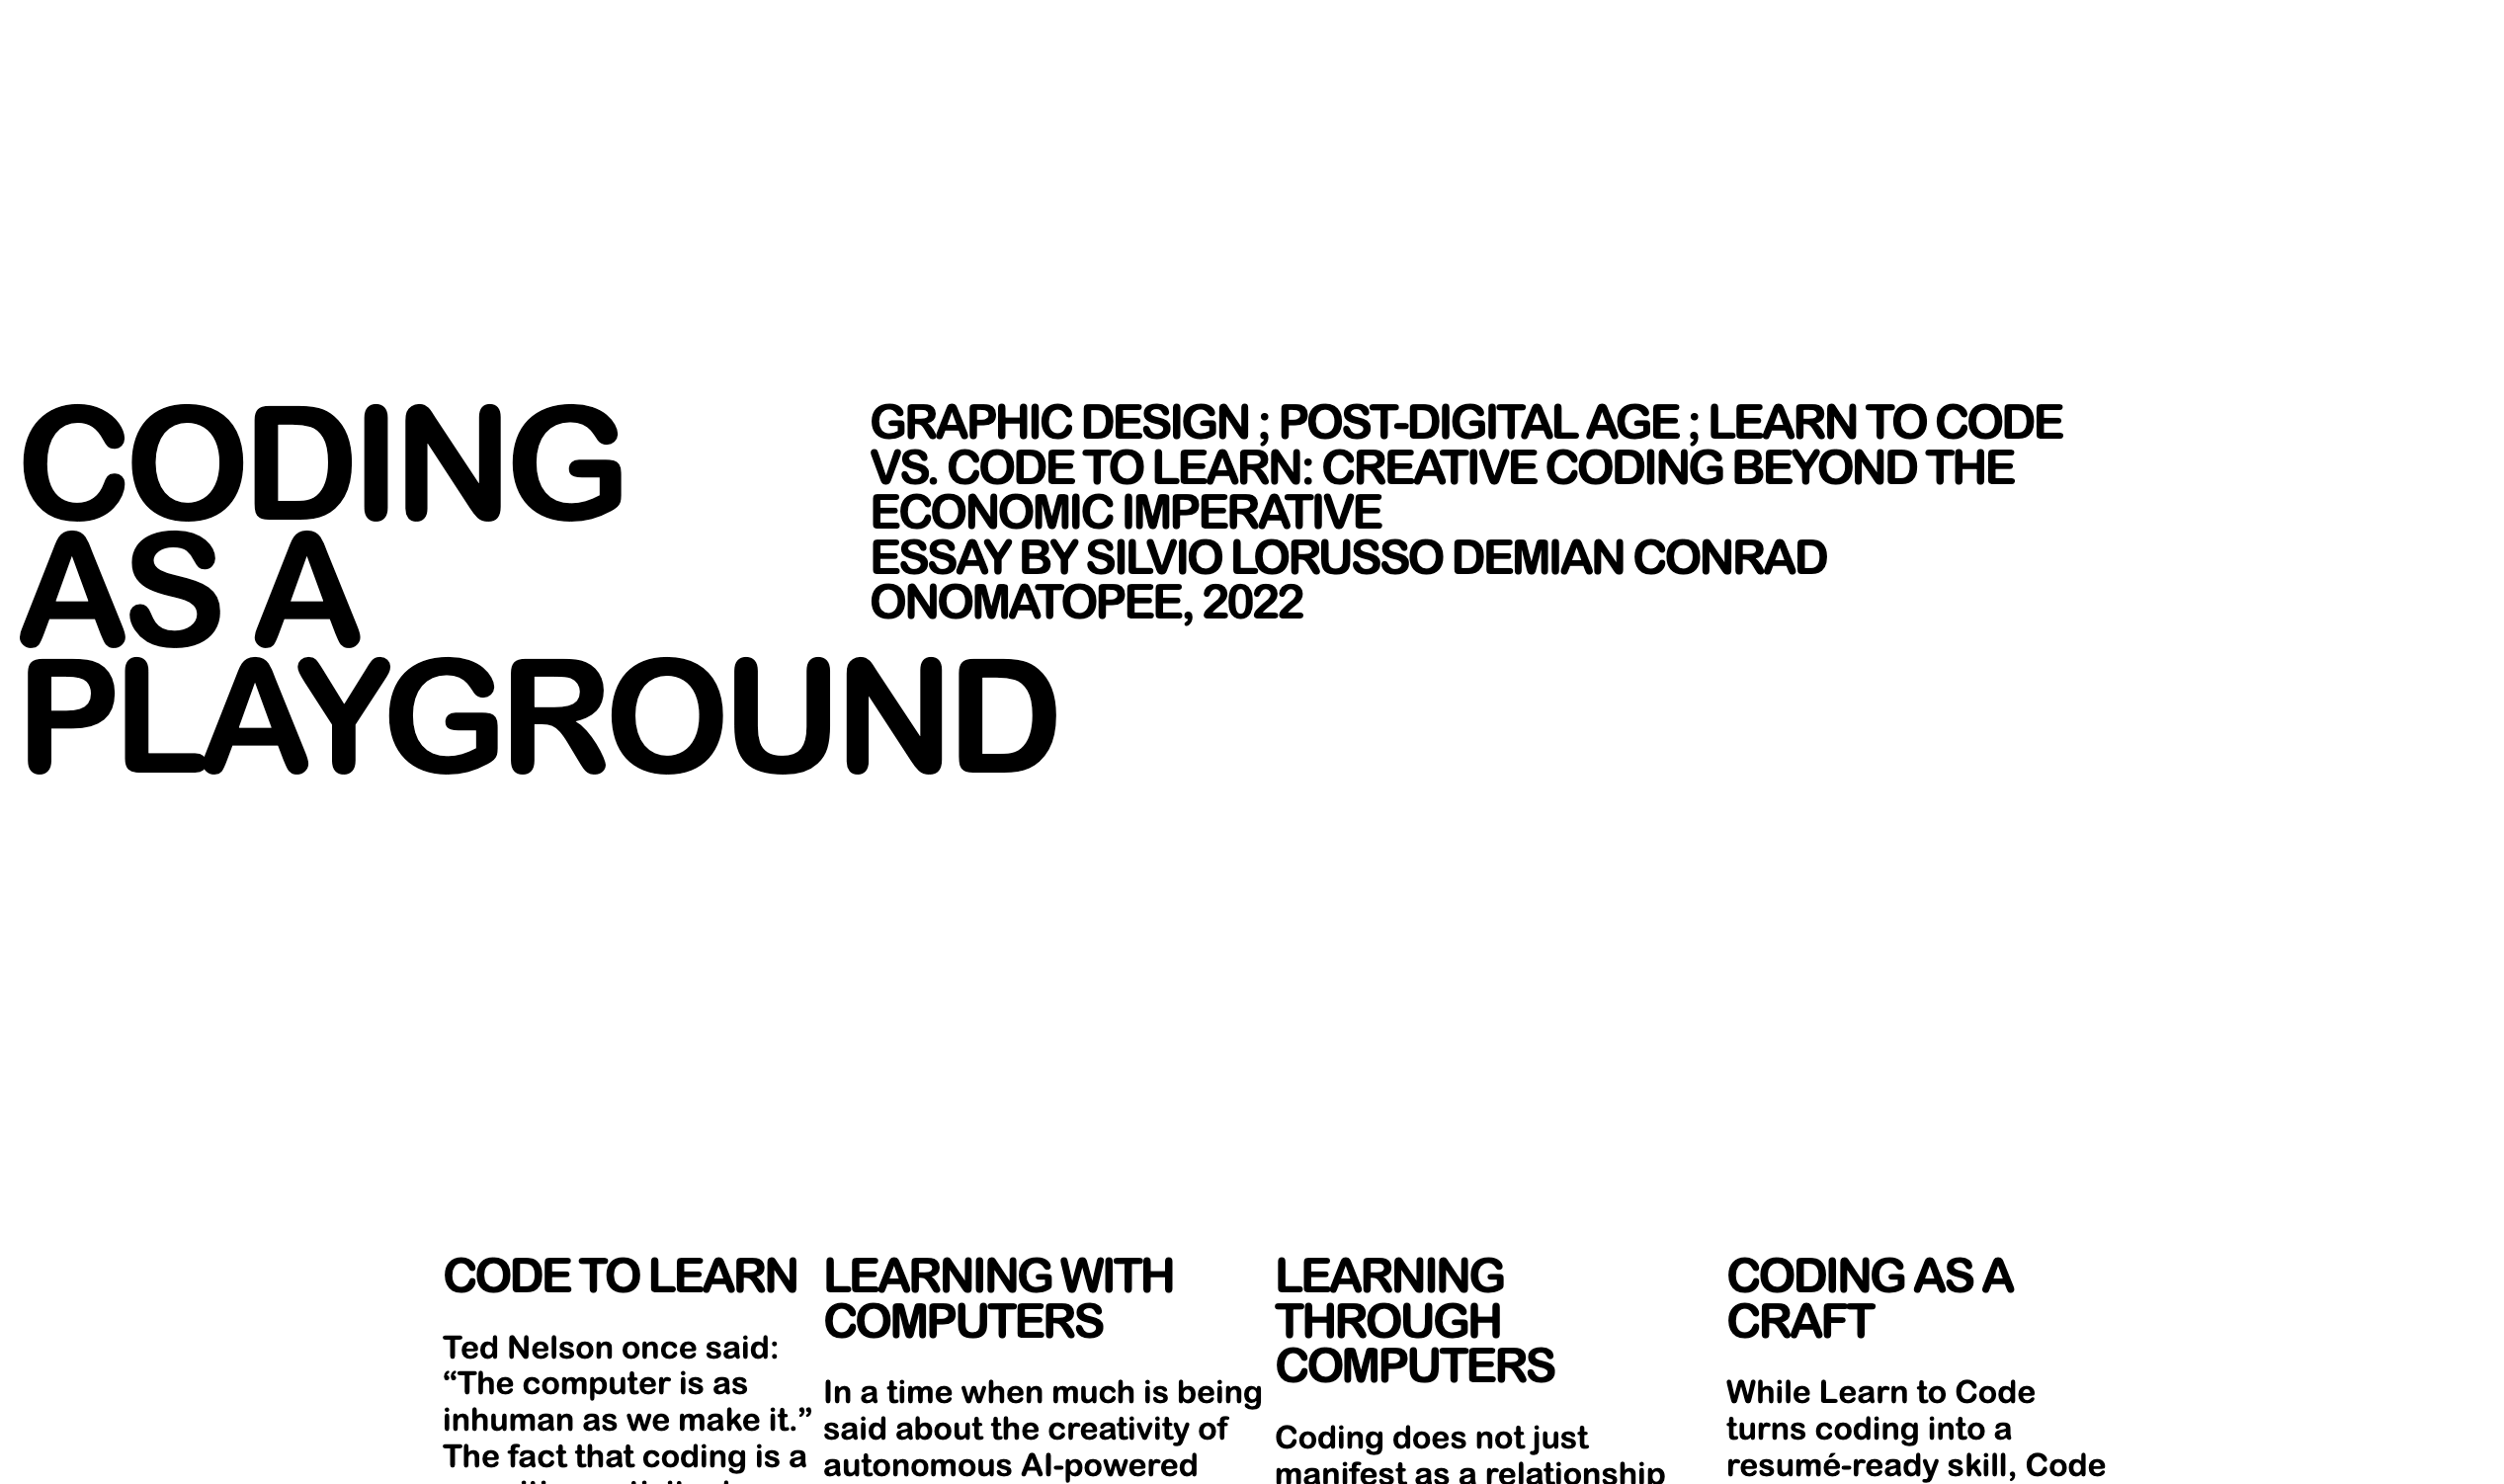 CODING
AS A
PLAYGROUND
GRAPHIC DESIGN ; POST-DIGITAL AGE ; LEARN TO CODE
VS. CODE TO LEARN: CREATIVE CODING BEYOND THE
ECONOMIC IMPERATIVE
ESSAY BY SILVIO LORUSSO DEMIAN CONRAD
ONOMATOPEE, 2022
CODE TO LEARN
Ted Nelson once said:
“The computer is as
inhuman as we make it.”
The fact that coding is a
LEARNING WITH
COMPUTERS
In a time when much is being
said about the creativity of
autonomous AI-powered
LEARNING
THROUGH
COMPUTERS
Coding does not just
manifest as a relationship
CODING AS A
CRAFT
While Learn to Code
turns coding into a
resumé-ready skill, Code